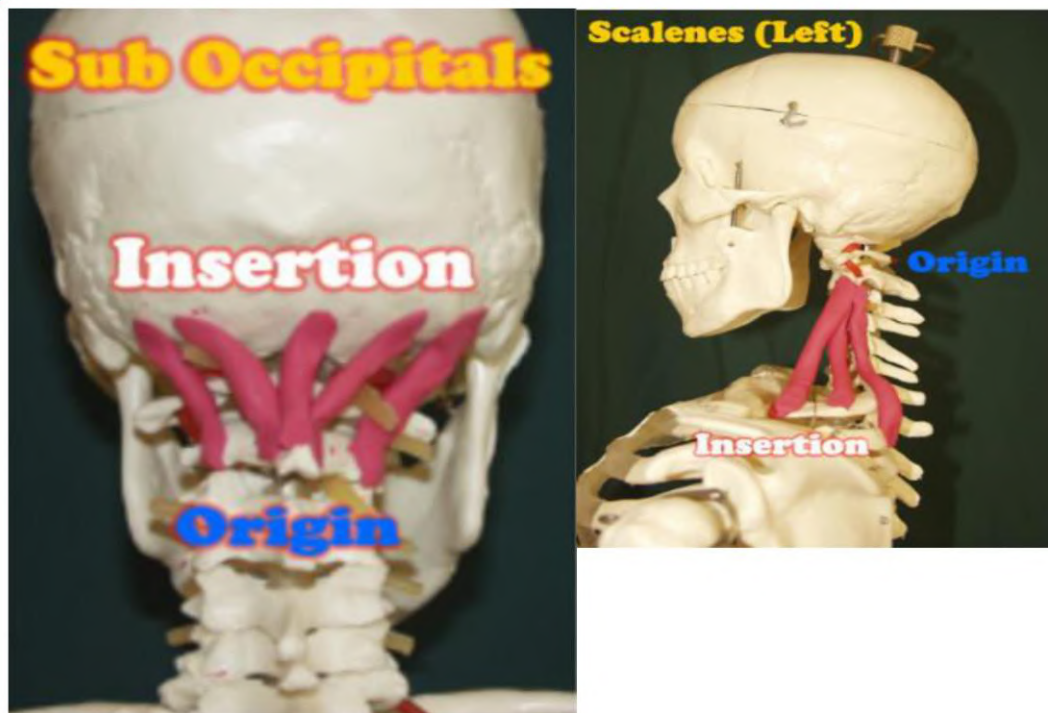 Sub Occipitals
Insertion
Origin
Scalenes (Left)
Origin
Insertion